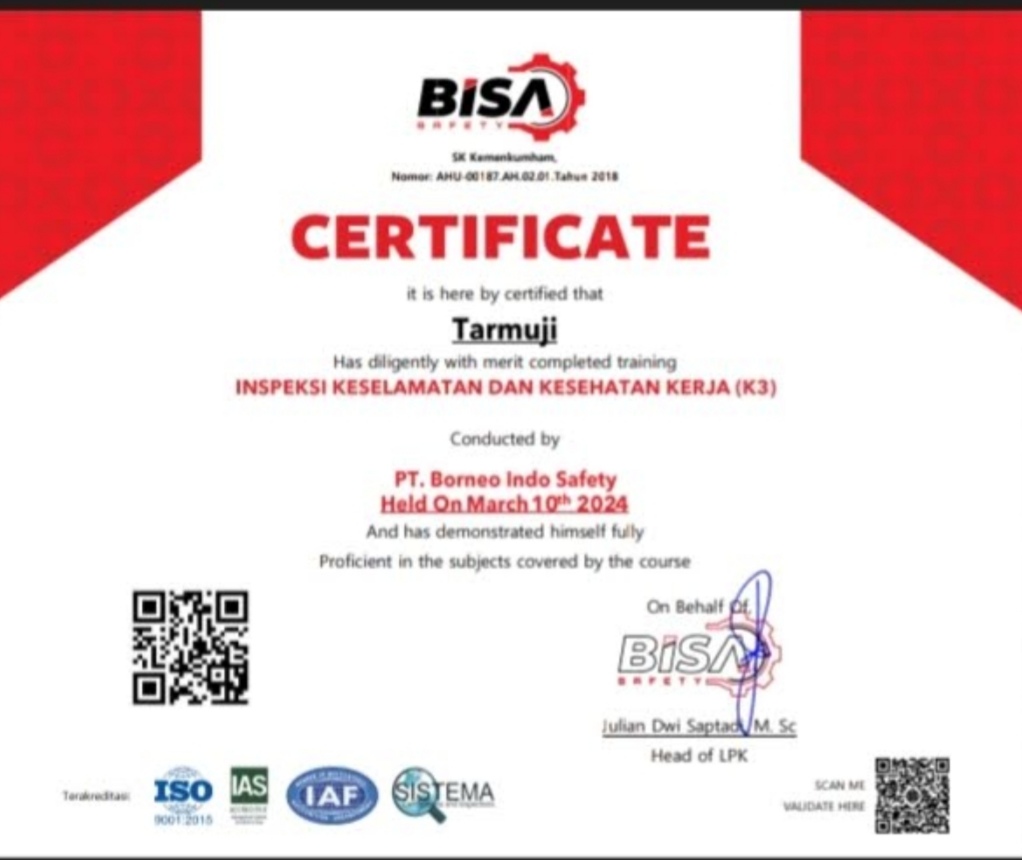 BISA
SAFETY
SK Kemenkumham,
Nomor: AHU-00187.AH.02.01.Tahun 2018
CERTIFICATE
it is here by certified that
Tarmuji
Has diligently with merit completed training
INSPEKSI KESELAMATAN DAN KESEHATAN KERJA (K3)
Conducted by
PT. Borneo Indo Safety
Held On March 10th 2024
And has demonstrated himself fully
Proficient in the subjects covered by the course
On Behalf Of,
BISA
SAFETY
Julian Dwi Saptadi, M. Sc
Head of LPK
Terakreditasi:
ISO
9001:2015
IAS
IAF
SISTEMA
SCAN ME
VALIDATE HERE